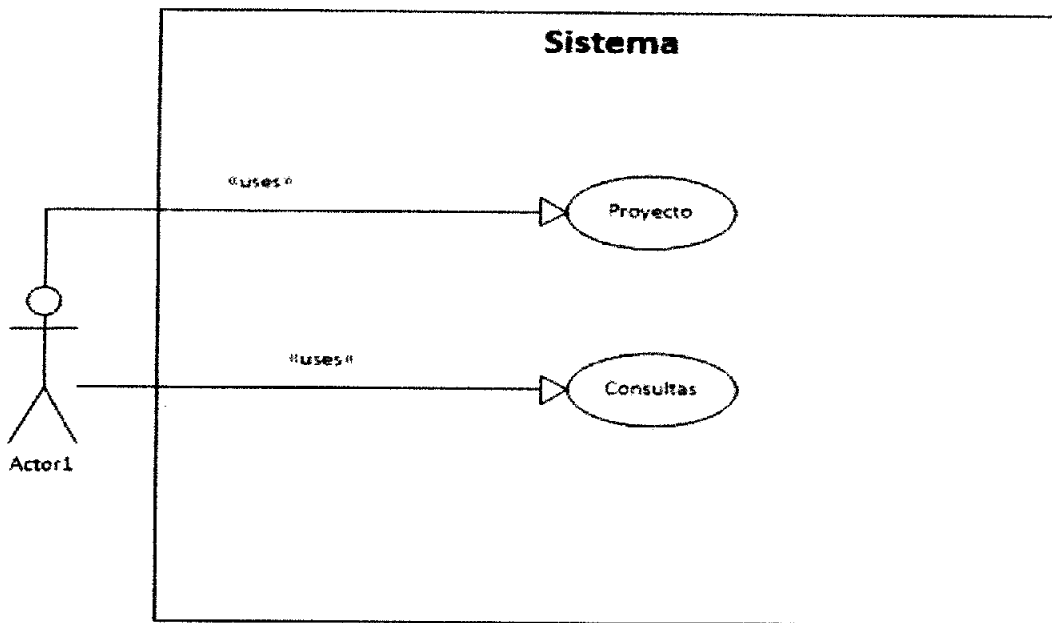 Sistema
«uses»
Proyecto
«uses«
Consultas
Actor1